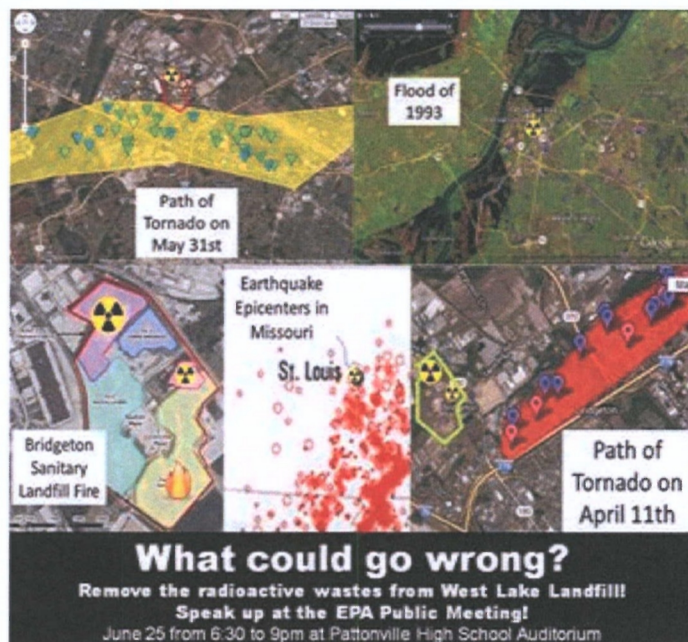 Path of
Tornado on
May 31st
Flood of
1993
Bridgeton
Sanitary
Landfill Fire
Earthquake
Epicenters in
Missouri
St. Louis
Path of
Tornado on
April 11th
What could go wrong?
Remove the radioactive wastes from West Lake Landfill!
Speak up at the EPA Public Meeting!
June 25 from 6:30 to 9pm at Pattonville High School Auditorium